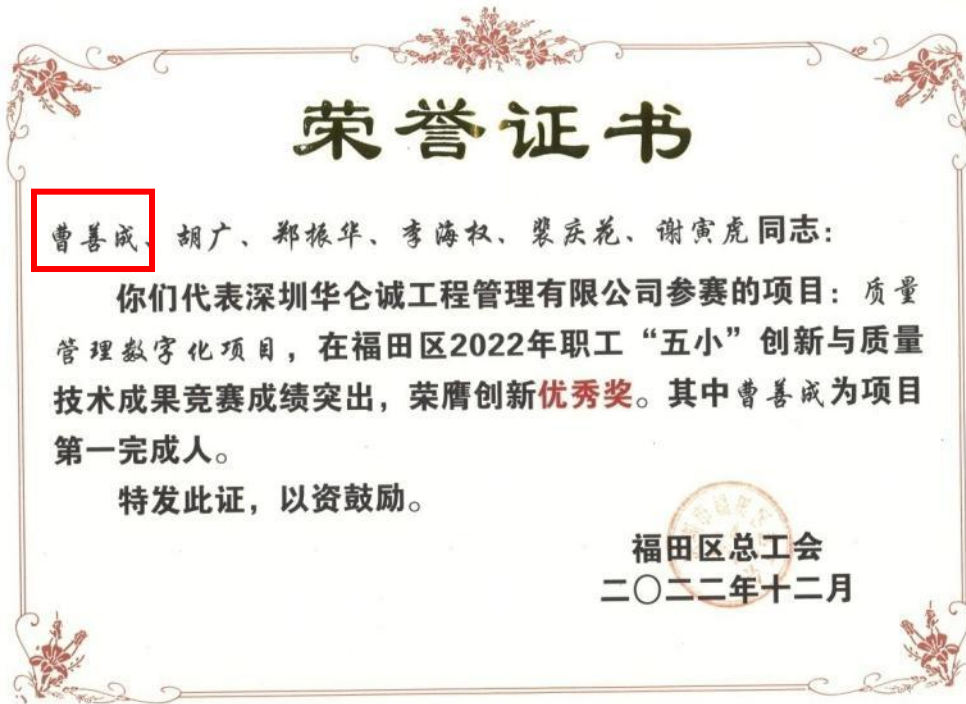 荣誉证书
曹善成、胡广、郑振华、李海权、裴庆花、谢寅虎同志:
你们代表深圳华仑诚工程管理有限公司参赛的项目:质量
管理数字化项目,在福田区2022年职工“五小”创新与质量
技术成果竞赛成绩突出,荣膺创新优秀奖。其中曹善成为项目
第一完成人。
特发此证,以资鼓励。
福田区总工会
二〇二二年十二月